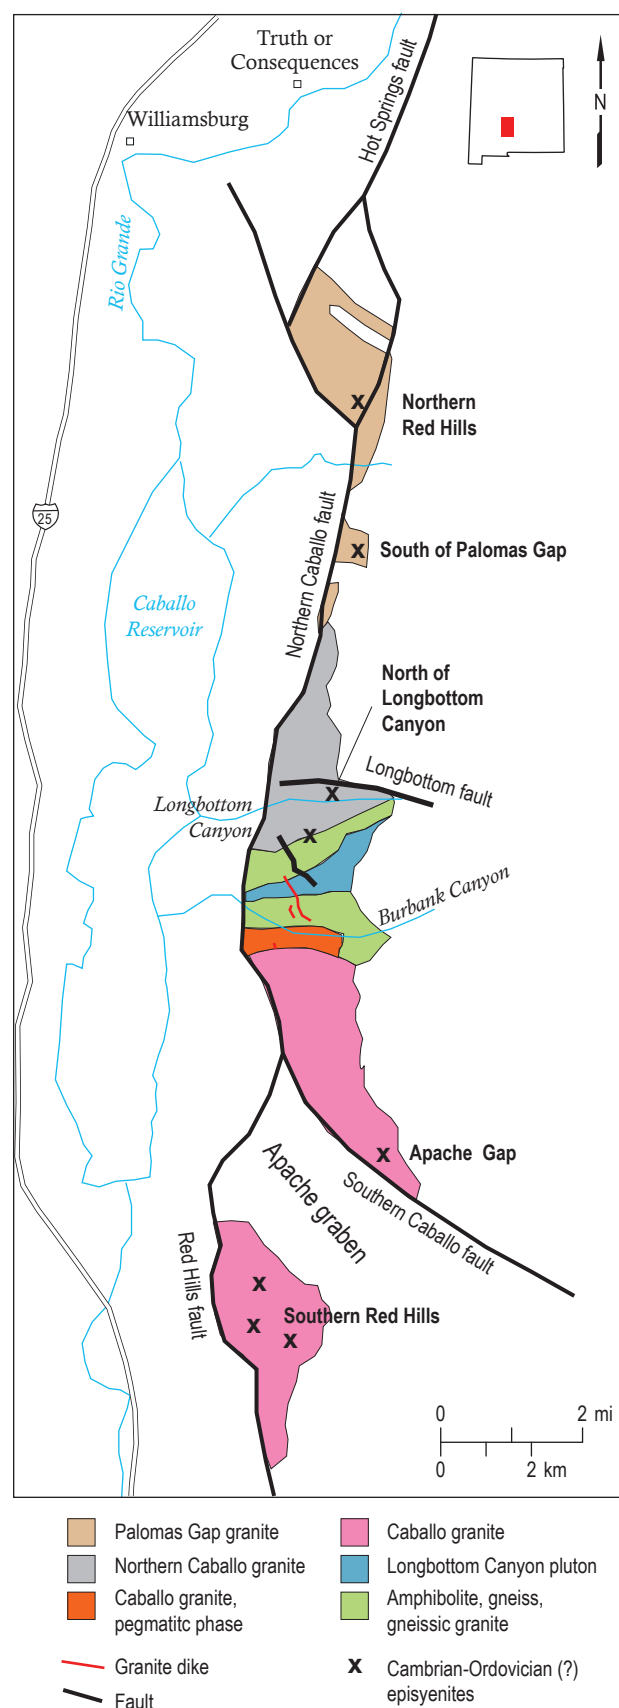 Truth or
Consequences
Williamsburg
Hot Springs fault
N
Rio Grande
Northern
Red Hills
25
Northern Caballo fault
South of Palomas Gap
Caballo
Reservoir
North of
Longbottom
Canyon
Longbottom fault
Longbottom
Canyon
Burbank Canyon
Apache Gap
Apache graben
Southern Caballo fault
Red Hills fault
Southern Red Hills
0 2 mi
0 2 km
Palomas Gap granite
Northern Caballo granite
Caballo granite,
pegmatitc phase
Granite dike
Fault
Caballo granite
Longbottom Canyon pluton
Amphibolite, gneiss,
gneissic granite
x Cambrian-Ordovician (?)
episyenites